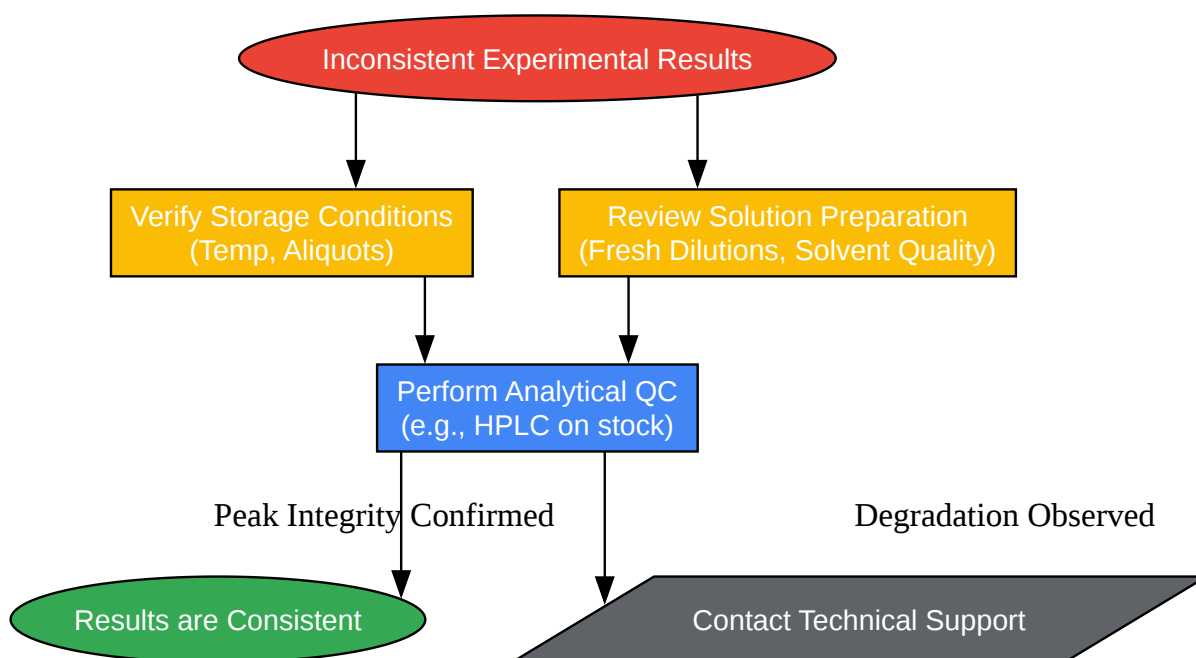 Inconsistent Experimental Results
Verify Storage Conditions
(Temp, Aliquots)
Review Solution Preparation
(Fresh Dilutions, Solvent Quality)
Perform Analytical QC
(e.g., HPLC on stock)
Peak Integrity Confirmed
Degradation Observed
Results are Consistent
Contact Technical Support